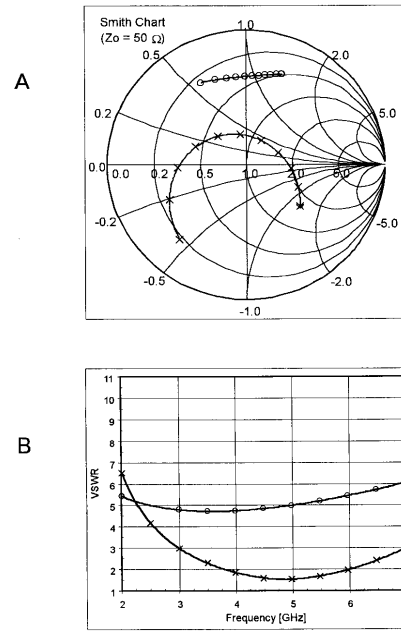 A
Smith Chart
(Zo = 50 Ω)
1.0
0.5
2.0
0.2
5.0
0.0 0.0 0.2 0.5 1.0 2.0 5.0
-0.2
-5.0
-0.5
-2.0
-1.0
B
11
10
9
8
7
6
5
4
3
2
1
VSWR
2 3 4 5 6
Frequency [GHz]